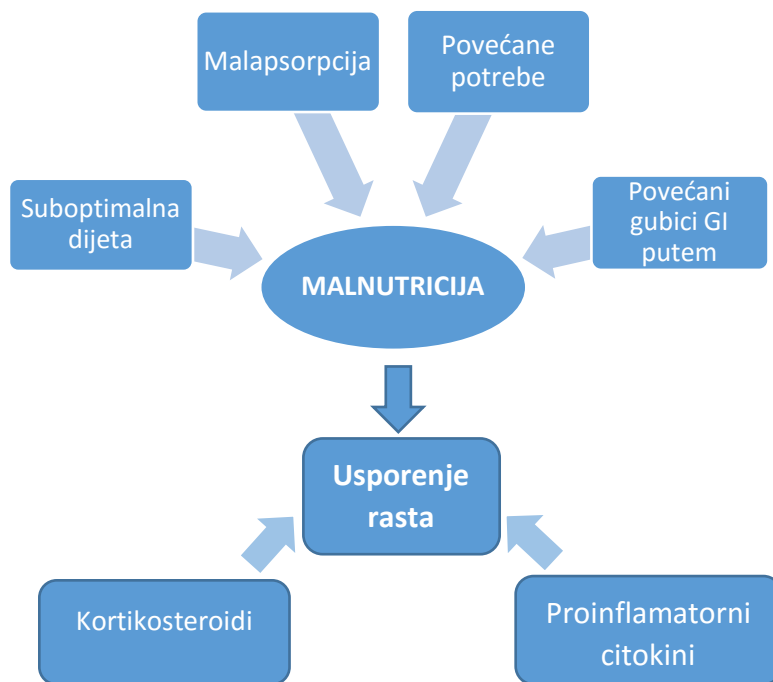 Malapsorpcija
Povećane
potrebe
Suboptimalna
dijeta
Povećani
gubici GI
putem
MALNUTRICIJA
Usporenje
rasta
Kortikosteroidi
Proinflamatorni
citokini